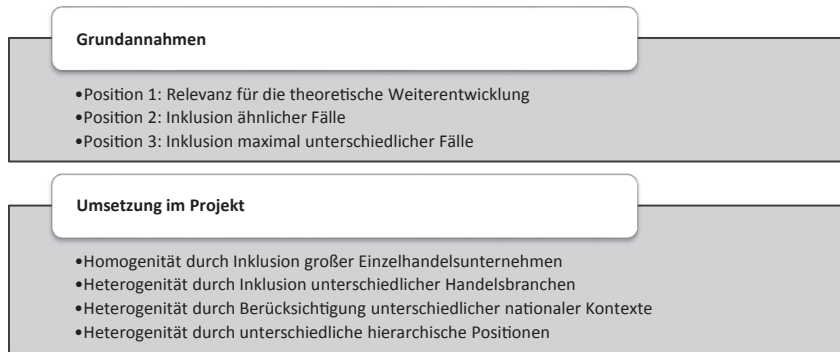 Grundannahmen
•Position 1: Relevanz für die theoretische Weiterentwicklung
•Position 2: Inklusion ähnlicher Fälle
•Position 3: Inklusion maximal unterschiedlicher Fälle
Umsetzung im Projekt
•Homogenität durch Inklusion großer Einzelhandelsunternehmen
•Heterogenität durch Inklusion unterschiedlicher Handelsbranchen
•Heterogenität durch Berücksichtigung unterschiedlicher nationaler Kontexte
•Heterogenität durch unterschiedliche hierarchische Positionen